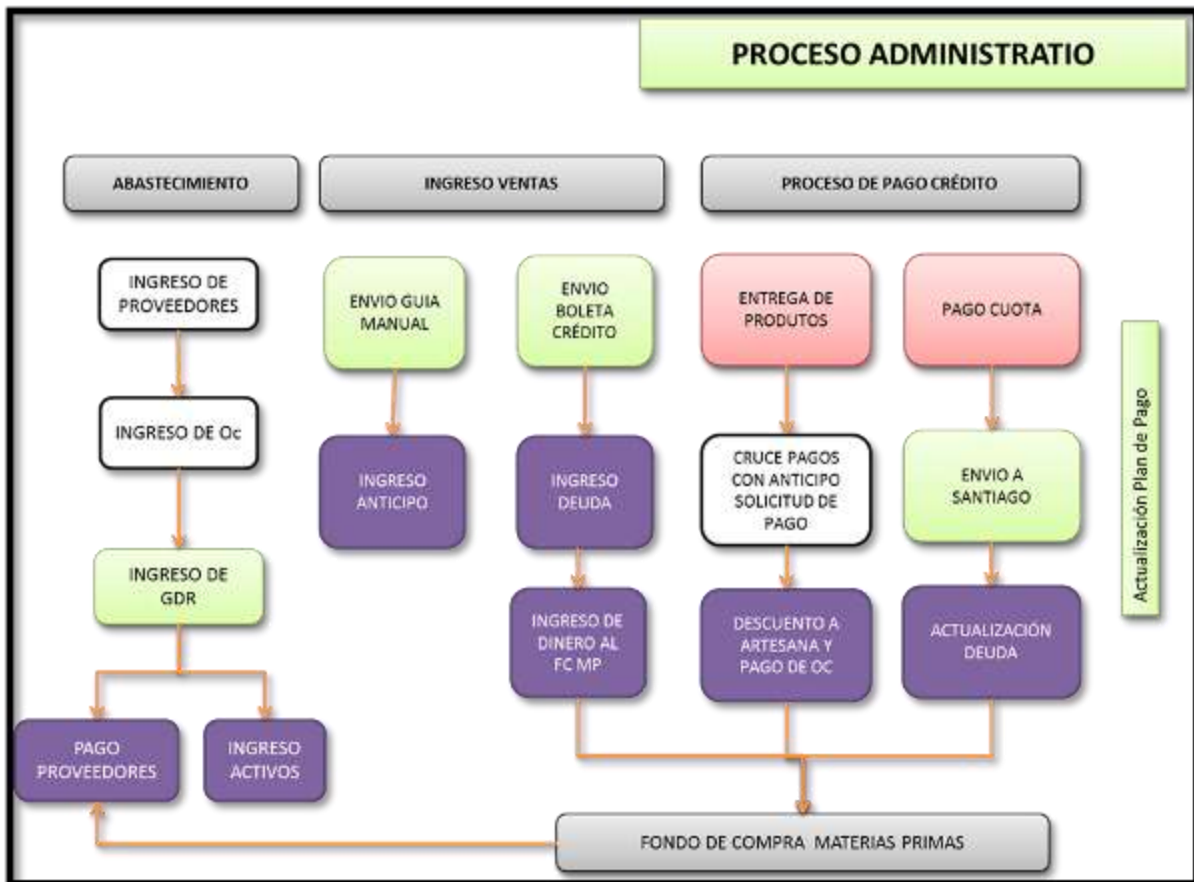 PROCESO ADMINISTRATIO
ABASTECIMIENTO
INGRESO VENTAS
PROCESO DE PAGO CRÉDITO
INGRESO DE
PROVEEDORES
ENVIO GUIA
MANUAL
ENVIO
BOLETA
CRÉDITO
ENTREGA DE
PRODUTOS
PAGO CUOTA
INGRESO DE Oc
INGRESO
ANTICIPO
INGRESO
DEUDA
CRUCE PAGOS
CON ANTICIPO
SOLICITUD DE
PAGO
ENVIO A
SANTIAGO
Actualización Plan de Pago
INGRESO DE
GDR
INGRESO DE
DINERO AL
FC MP
DESCUENTO A
ARTESANA Y
PAGO DE OC
ACTUALIZACIÓN
DEUDA
PAGO
PROVEEDORES
INGRESO
ACTIVOS
FONDO DE COMPRA MATERIAS PRIMAS